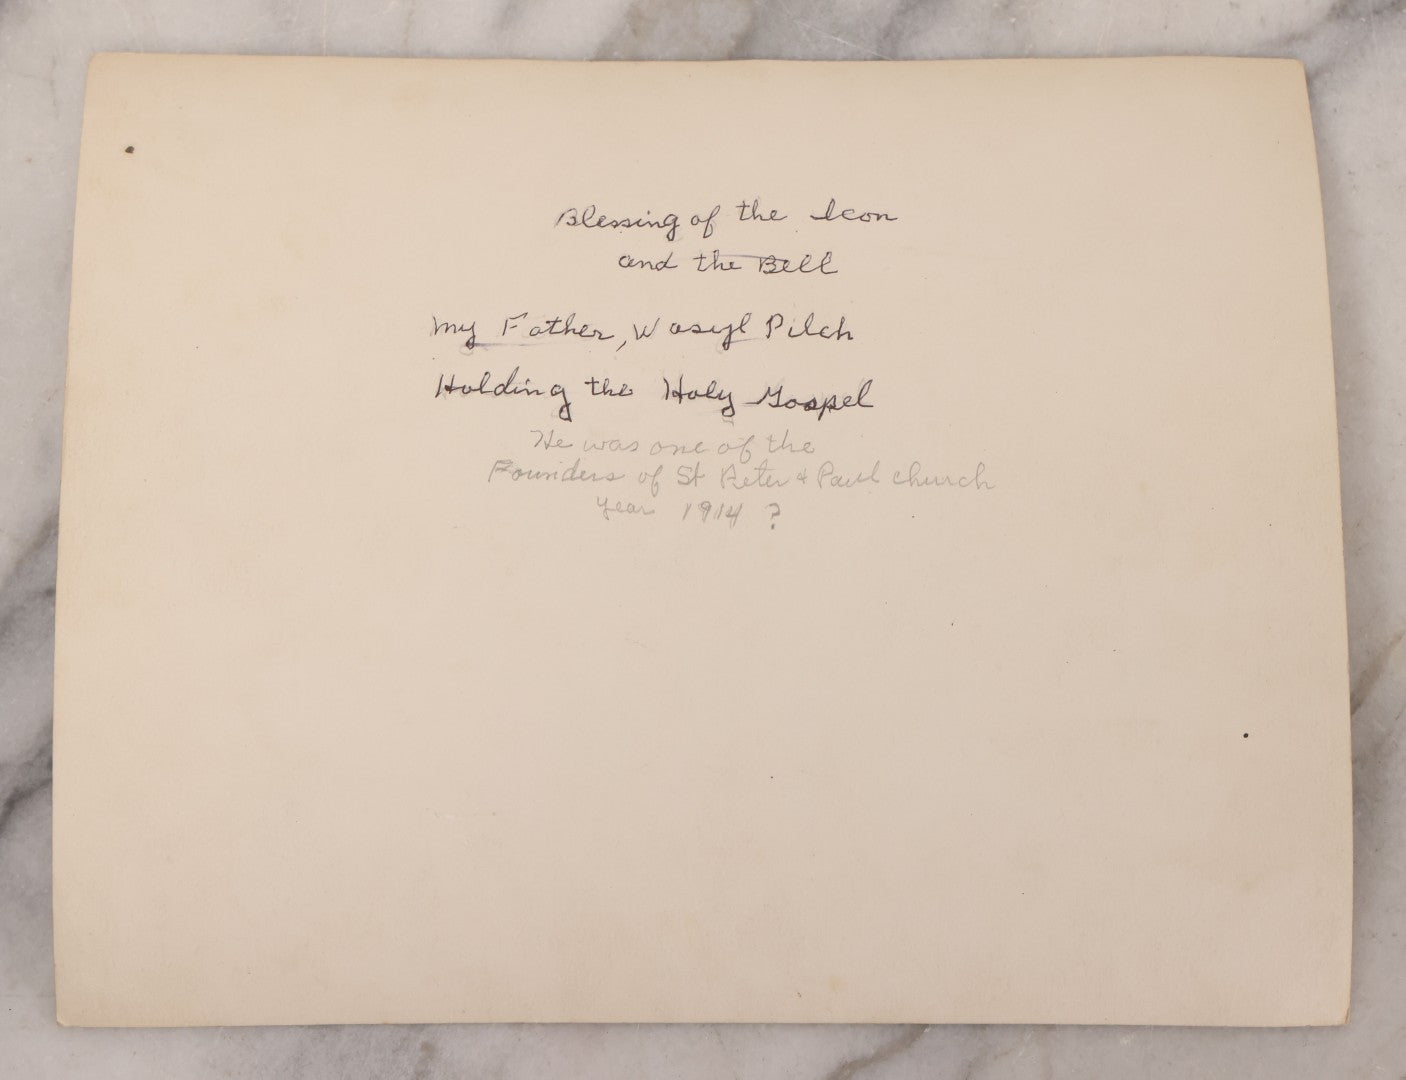 Blessing of the Icon
and the Bell
My Father, Wasyl Pilch
Holding the Holy Gospel
He was one of the
Founders of St Peter & Paul church
year 1914 ?